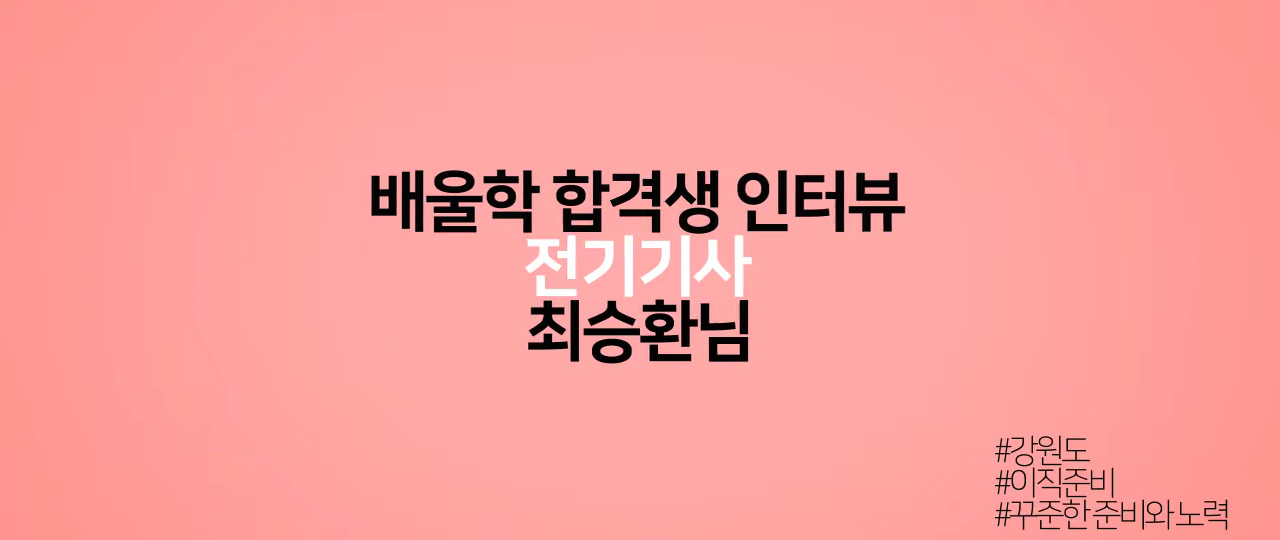 배울학 합격생 인터뷰
전기기사
최승환님
#강원도
#이직준비
#꾸준한 준비와 노력